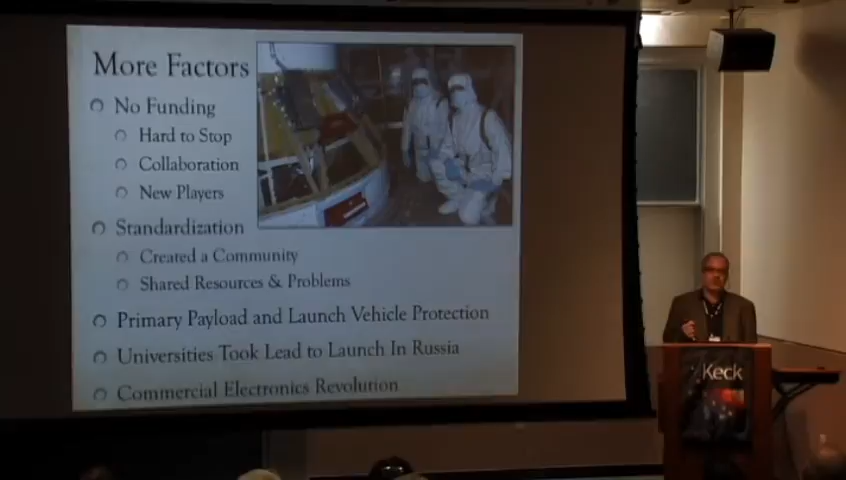 More Factors
No Funding
Hard to Stop
Collaboration
New Players
Standardization
Created a Community
Shared Resources & Problems
Primary Payload and Launch Vehicle Protection
Universities Took Lead to Launch In Russia
Commercial Electronics Revolution
Keck